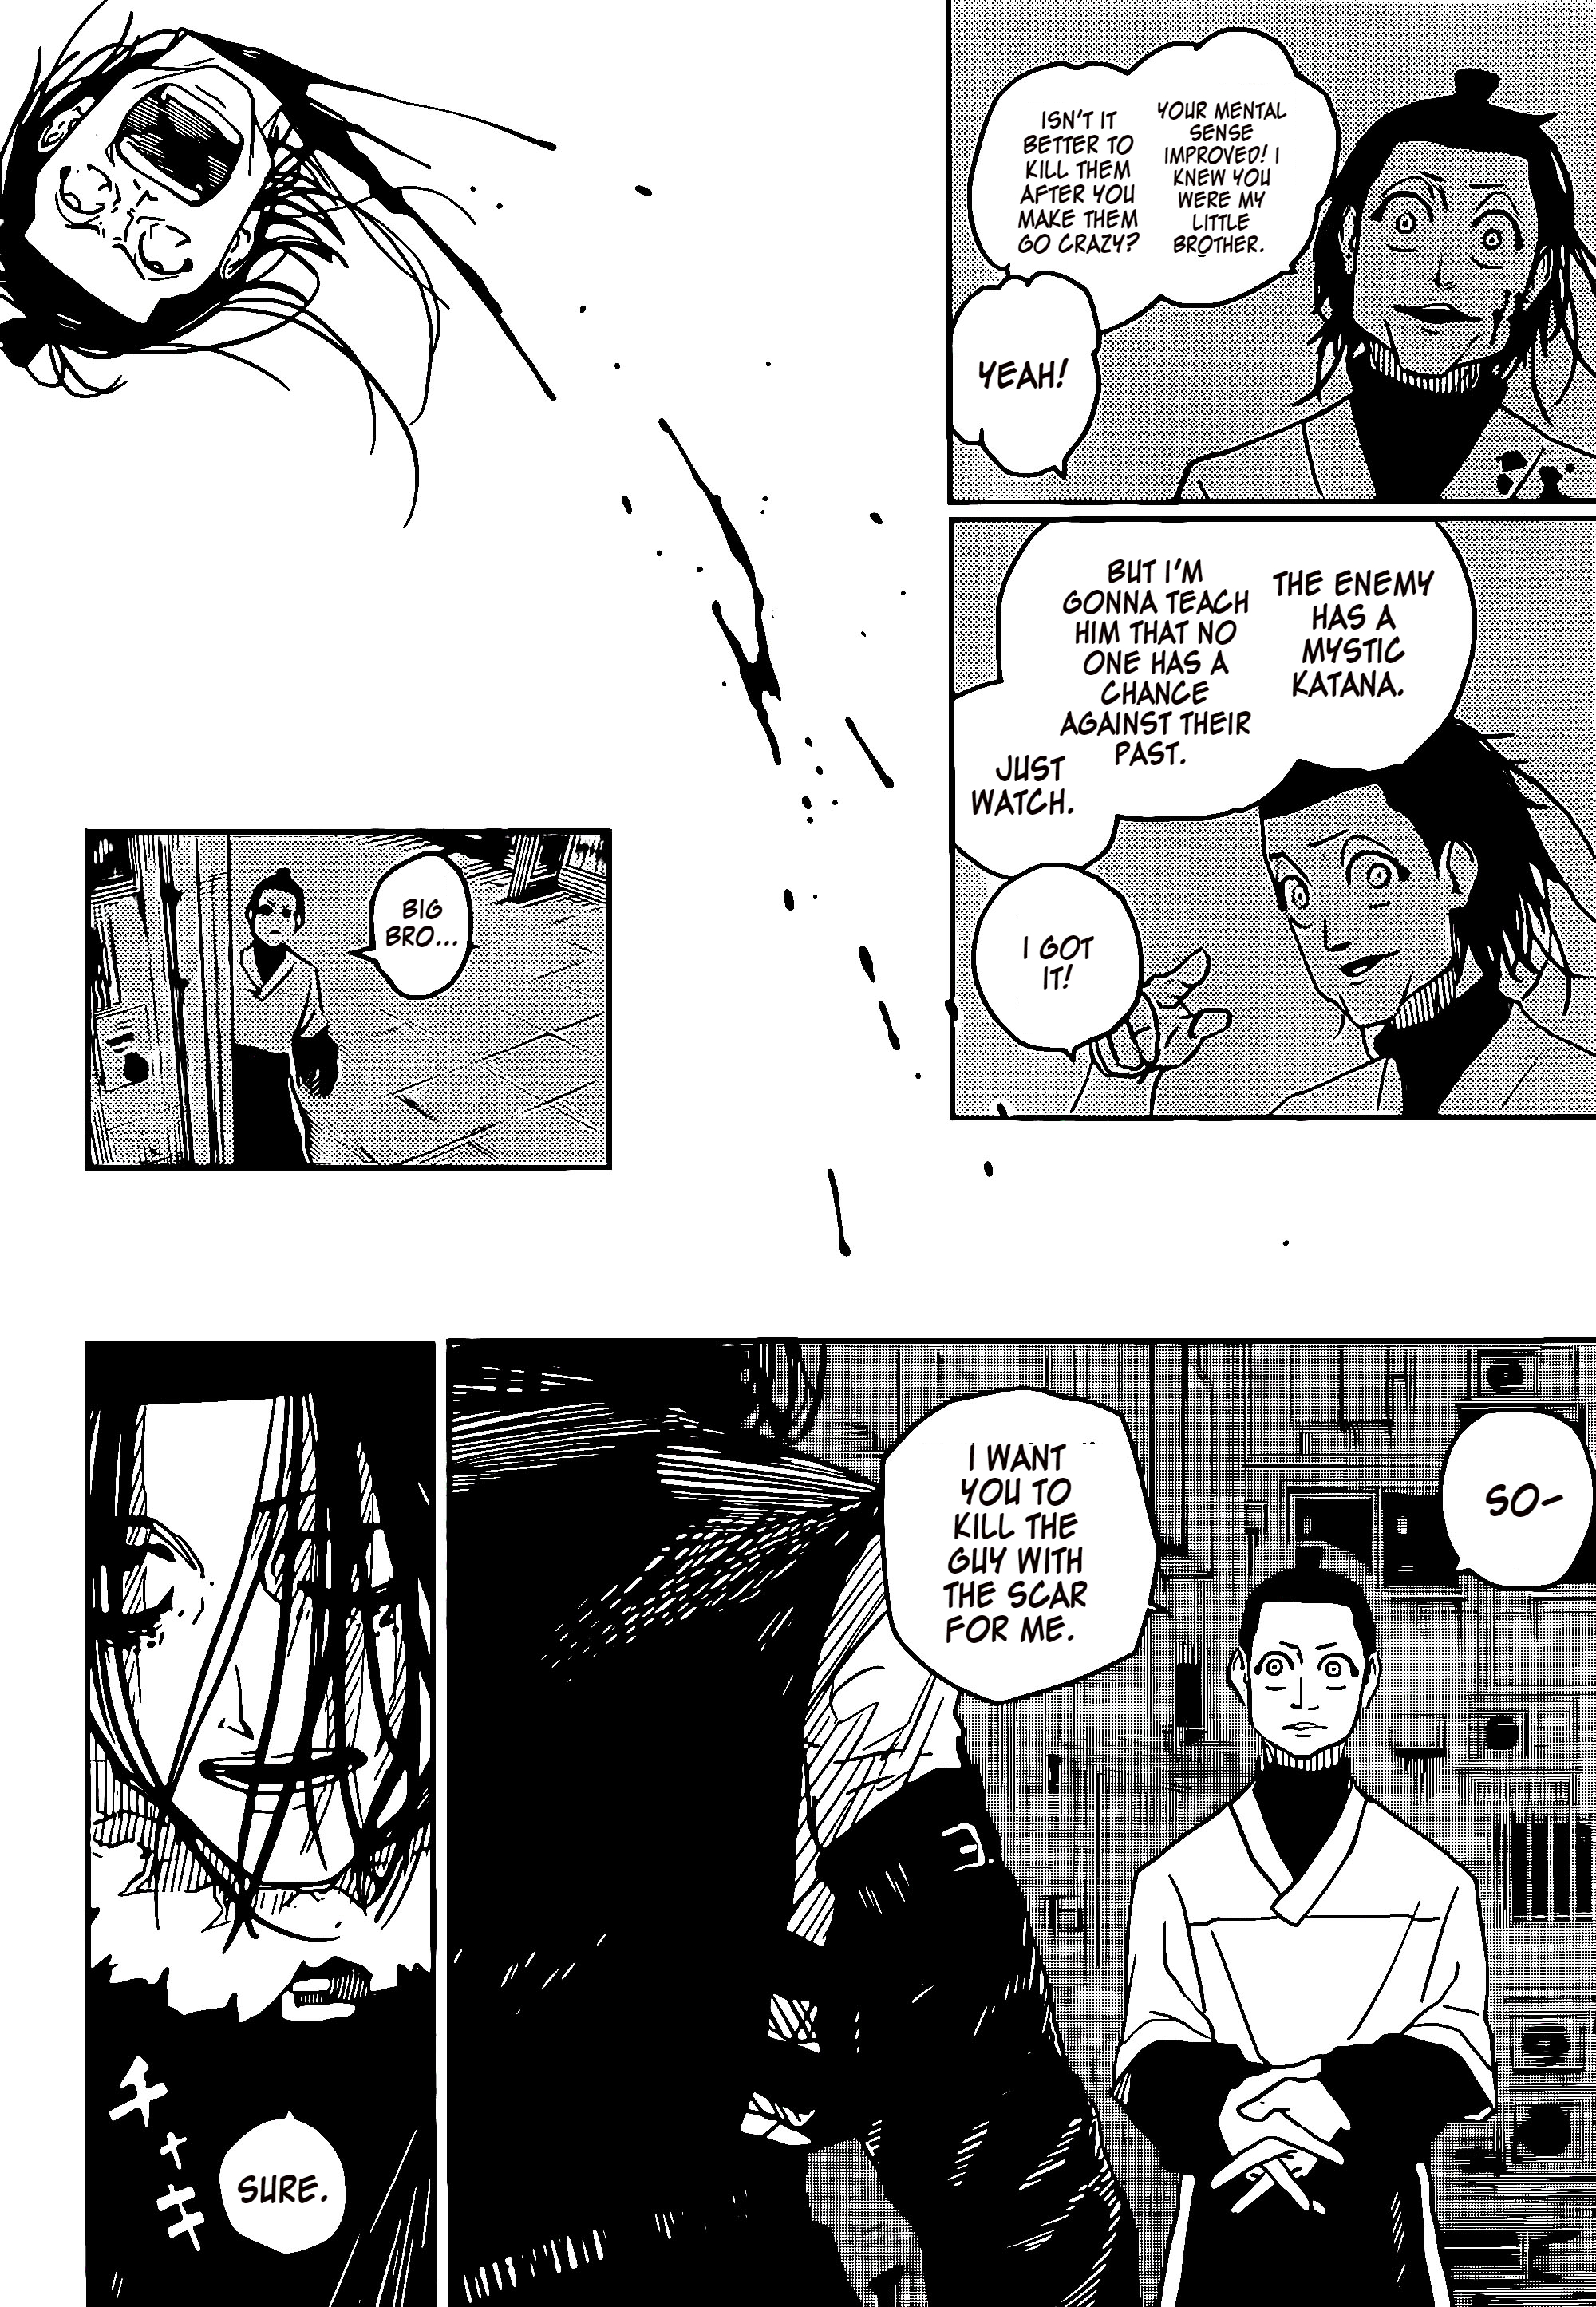 YOUR MENTAL
SENSE
IMPROVED! I
KNEW YOU
WERE MY
LITTLE
BROTHER.
ISN'T IT
BETTER TO
KILL THEM
AFTER YOU
MAKE THEM
GO CRAZY?
YEAH!
THE ENEMY
HAS A
MYSTIC
KATANA.
BUT I'M
GONNA TEACH
HIM THAT NO
ONE HAS A
CHANCE
AGAINST THEIR
PAST.
JUST
WATCH.
I GOT
IT!
BIG
BRO...
SO-
I WANT
YOU TO
KILL THE
GUY WITH
THE SCAR
FOR ME.
チャキ
SURE.